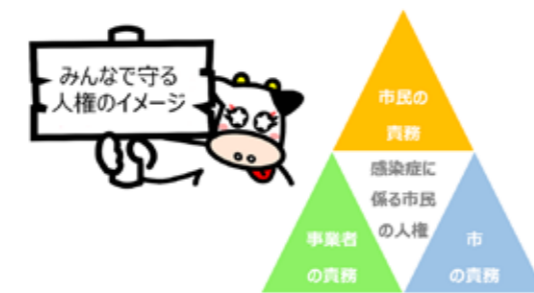 みんなで守る
人権のイメージ
市民の
責務
感染症に
係る市民
の人権
事業者
の責務
市
の責務